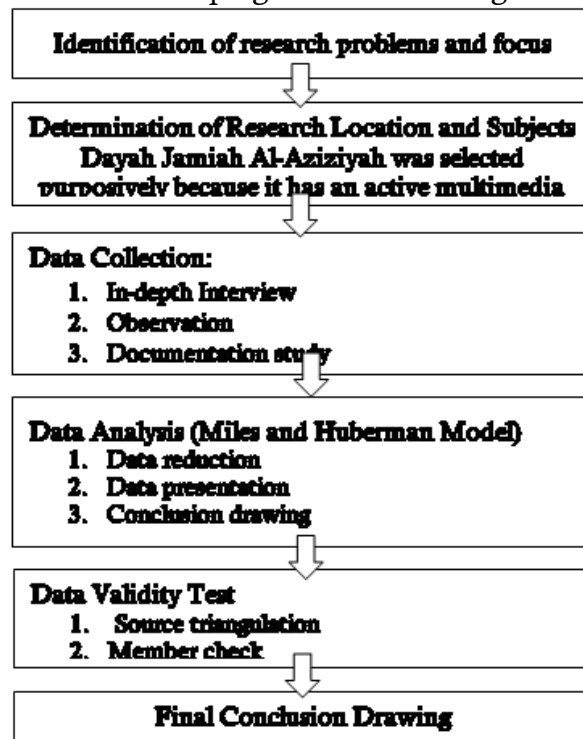 Identification of research problems and focus
Determination of Research Location and Subjects
Dayah Jamiah Al-Aziziyah was selected
purposively because it has an active multimedia
Data Collection:
1. In-depth Interview
2. Observation
3. Documentation study
Data Analysis (Miles and Huberman Model)
1. Data reduction
2. Data presentation
3. Conclusion drawing
Data Validity Test
1. Source triangulation
2. Member check
Final Conclusion Drawing